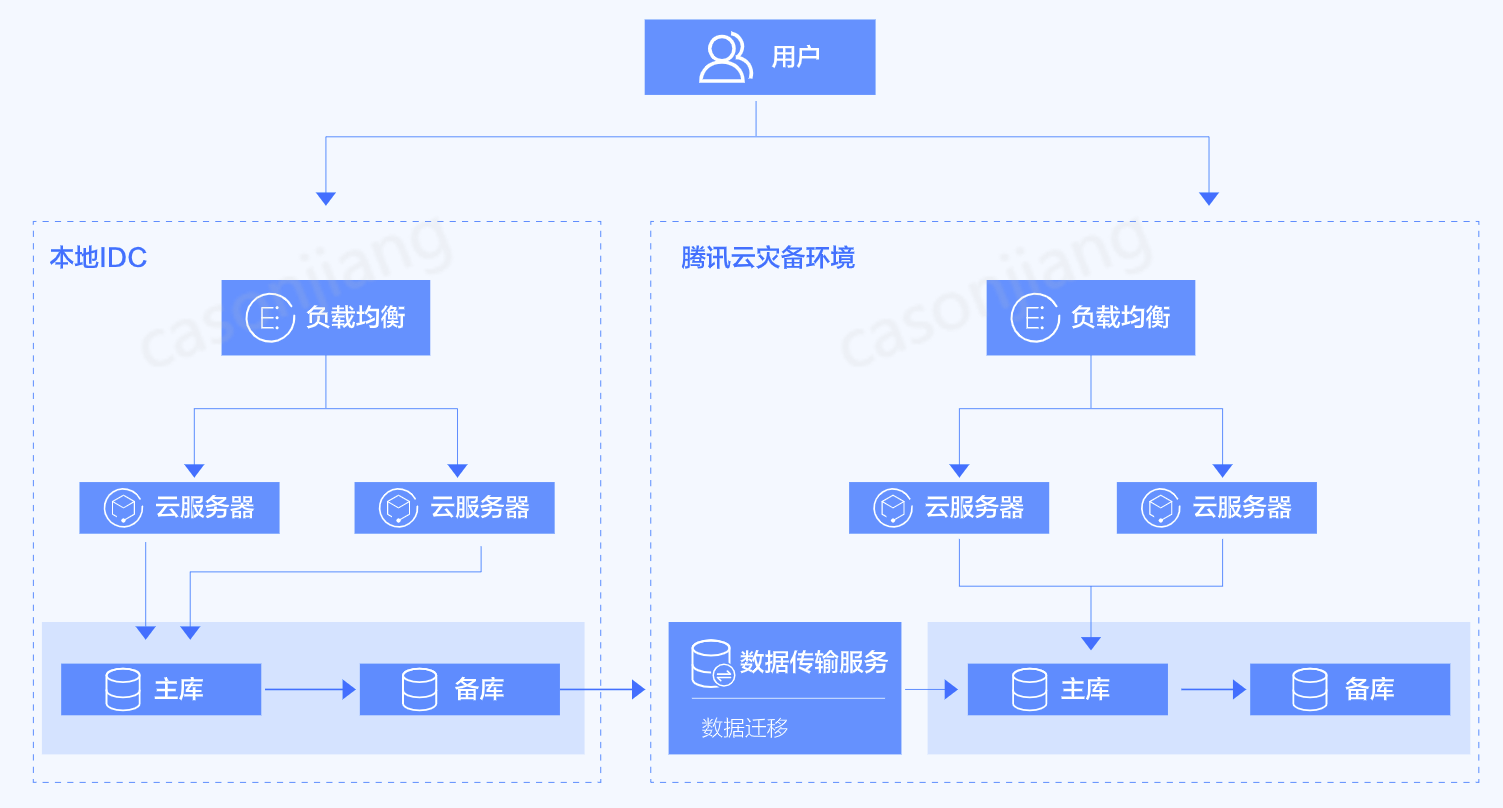 用户
本地IDC
负载均衡
云服务器
云服务器
主库
备库
腾讯云灾备环境
负载均衡
云服务器
云服务器
数据传输服务
数据迁移
主库
备库
casonjiang
casonjiang